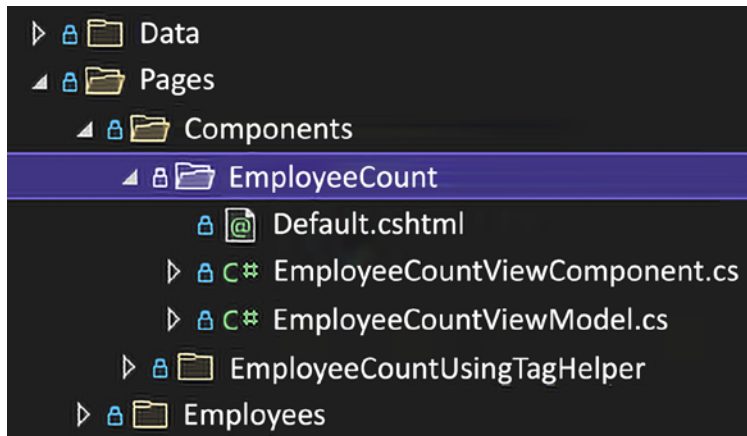 Data
Pages
Components
EmployeeCount
@ Default.cshtml
C# EmployeeCountViewComponent.cs
C# EmployeeCountViewModel.cs
EmployeeCountUsingTagHelper
Employees